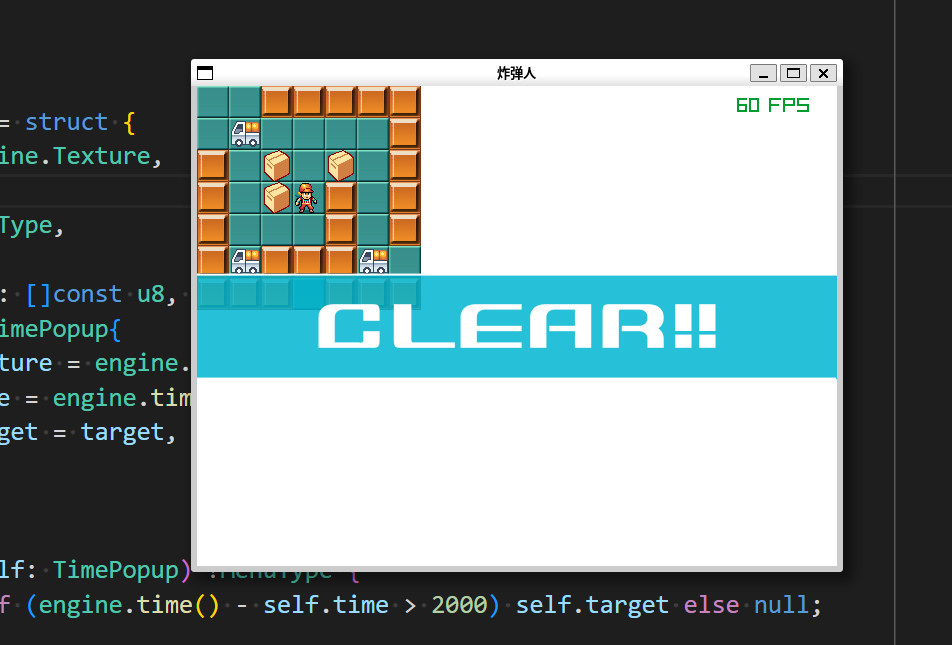 = struct {
炸弹人
60 FPS
ine.Texture,
Type,
: []const u8,
imePopup{
ture = engine.
e = engine.tim
get = target,
CLEAR!!
lf: TimePopup) ?MenuType {
f (engine.time() - self.time > 2000) self.target else null;